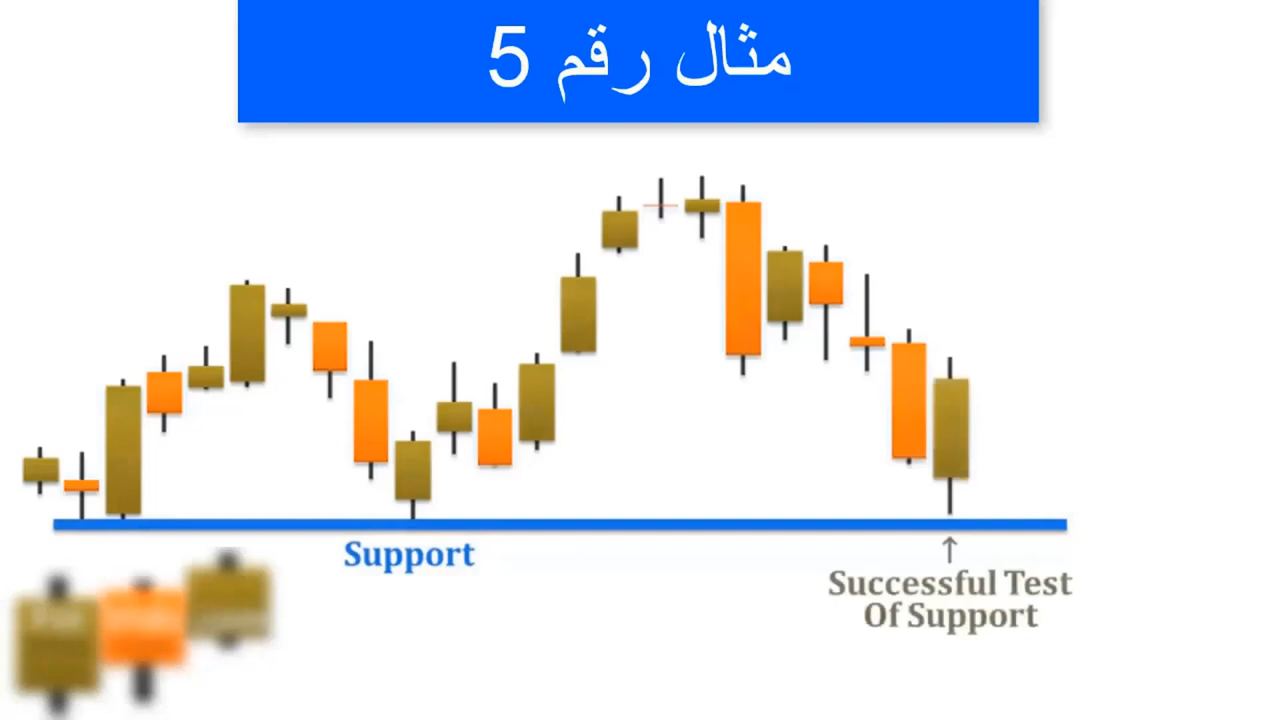 مثال رقم 5
Support
Successful Test
Of Support